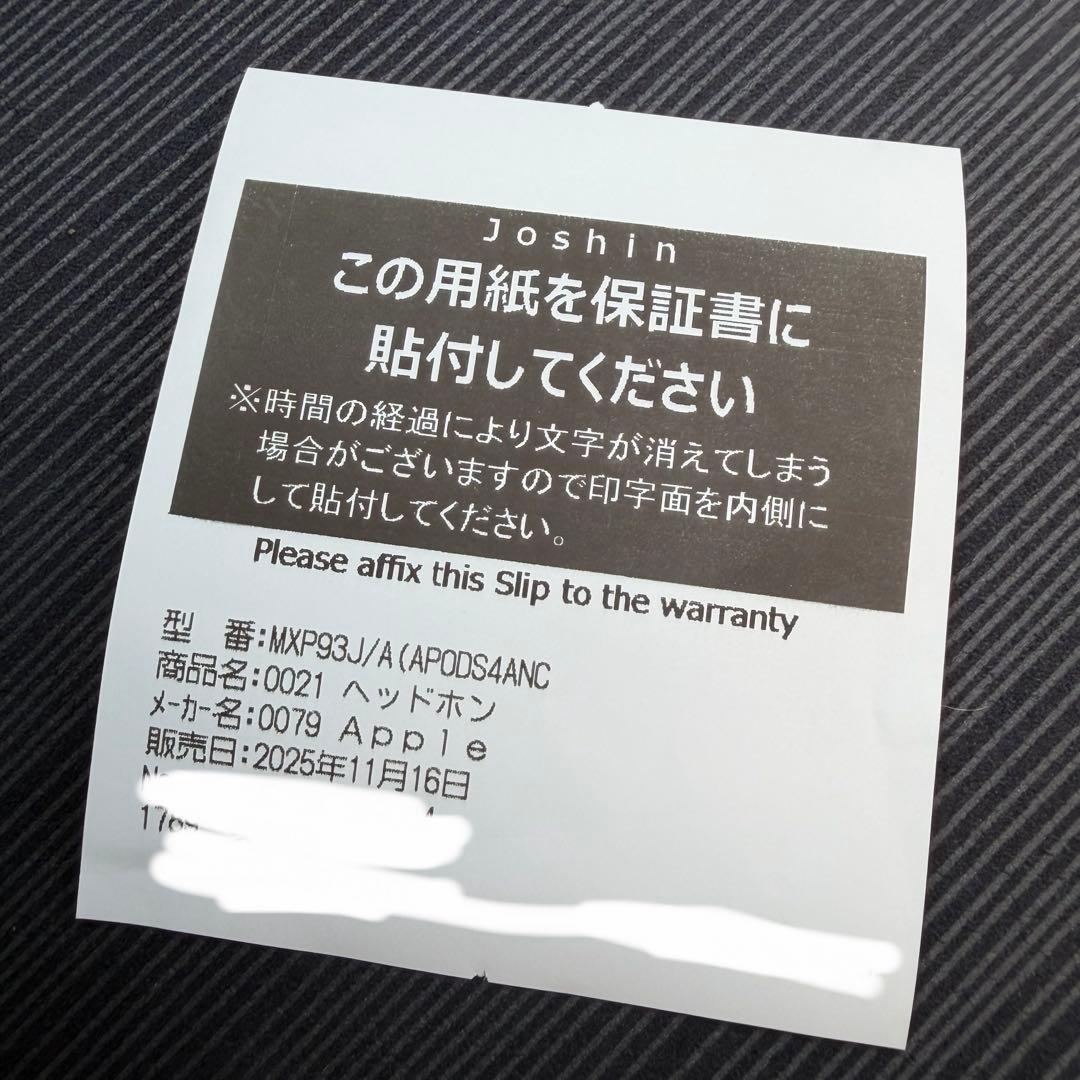 Joshin
この用紙を保証書に
貼付してください
※時間の経過により文字が消えてしまう
場合がございますので印字面を内側に
して貼付してください。
Please affix this Slip to the warranty
型　番:MXP93J/A(APODS4ANC
商品名:0021 ヘッドホン
メーカー名:0079 Apple
販売日:2025年11月16日